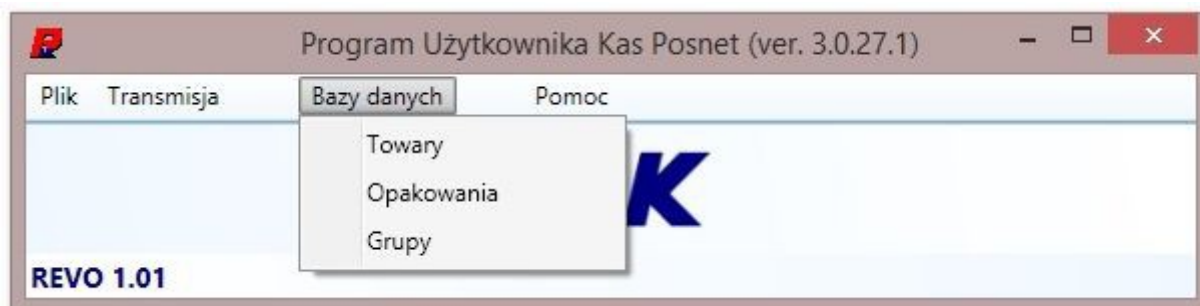 Program Użytkownika Kas Posnet (ver. 3.0.27.1)
Plik Transmisja Bazy danych Pomoc
Towary
Opakowania
Grupy
K
REVO 1.01